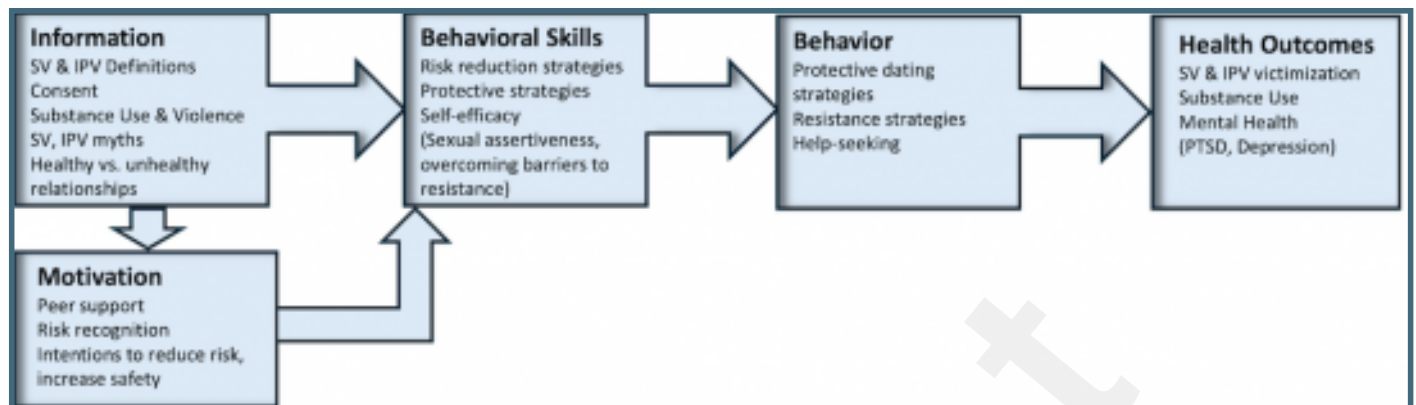 Information
SV & IPV Definitions
Consent
Substance Use & Violence
SV, IPV myths
Healthy vs. unhealthy
relationships
Motivation
Peer support
Risk recognition
Intentions to reduce risk,
increase safety
Behavioral Skills
Risk reduction strategies
Protective strategies
Self-efficacy
(Sexual assertiveness,
overcoming barriers to
resistance)
Behavior
Protective dating
strategies
Resistance strategies
Help-seeking
Health Outcomes
SV & IPV victimization
Substance Use
Mental Health
(PTSD, Depression)
t